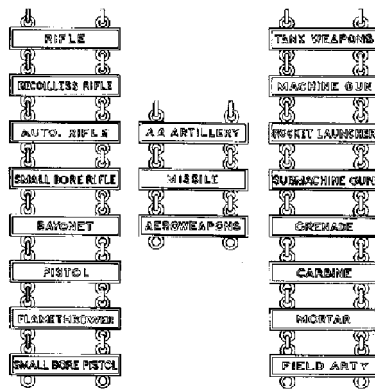 RIFLE
RECOILLESS RIFLE
AUTO. RIFLE
SMALL BORE RIFLE
BAYONET
PISTOL
FLAMETHROWER
SMALL BORE PISTOL
AA ARTILLERY
MISSILE
AEROWEAPONS
TANK WEAPONS
MACHINE GUN
ROCKET LAUNCHER
SUBMACHINE GUN
GRENADE
CARBINE
MORTAR
FIELD ARTY